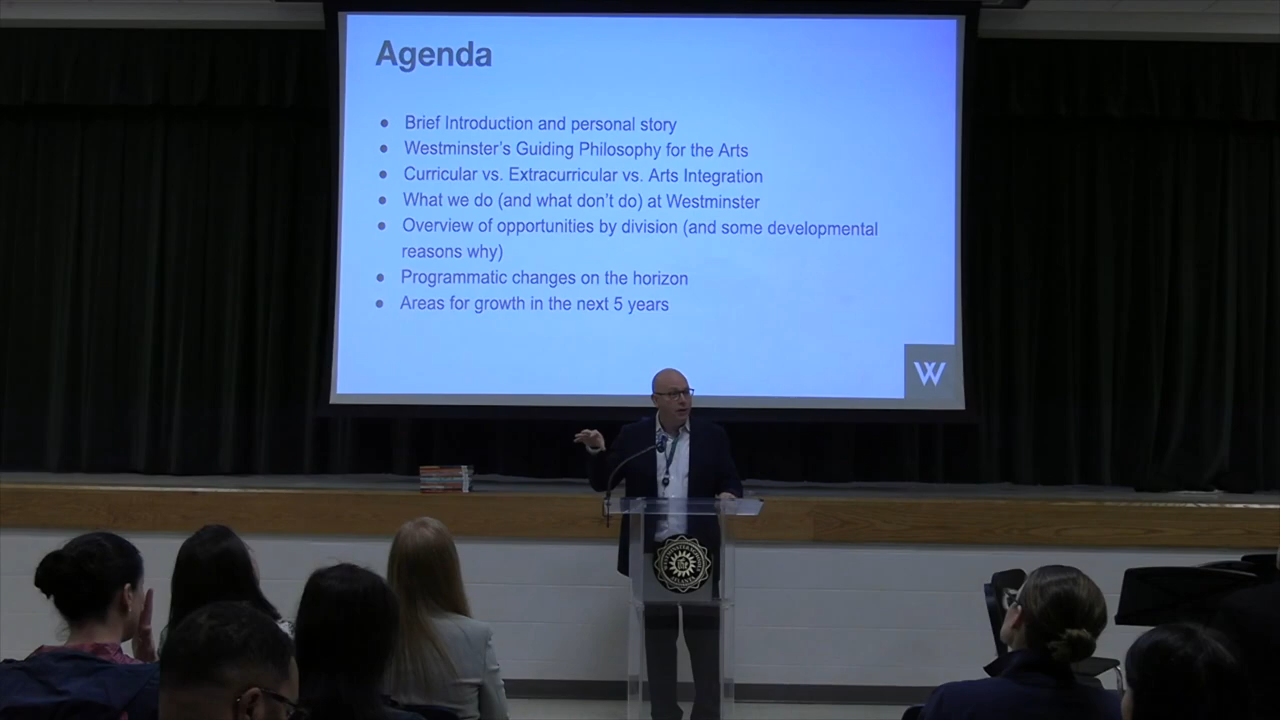 Agenda
● Brief Introduction and personal story
● Westminster's Guiding Philosophy for the Arts
● Curricular vs. Extracurricular vs. Arts Integration
● What we do (and what don't do) at Westminster
● Overview of opportunities by division (and some developmental
reasons why)
● Programmatic changes on the horizon
● Areas for growth in the next 5 years
W
ATLANTA